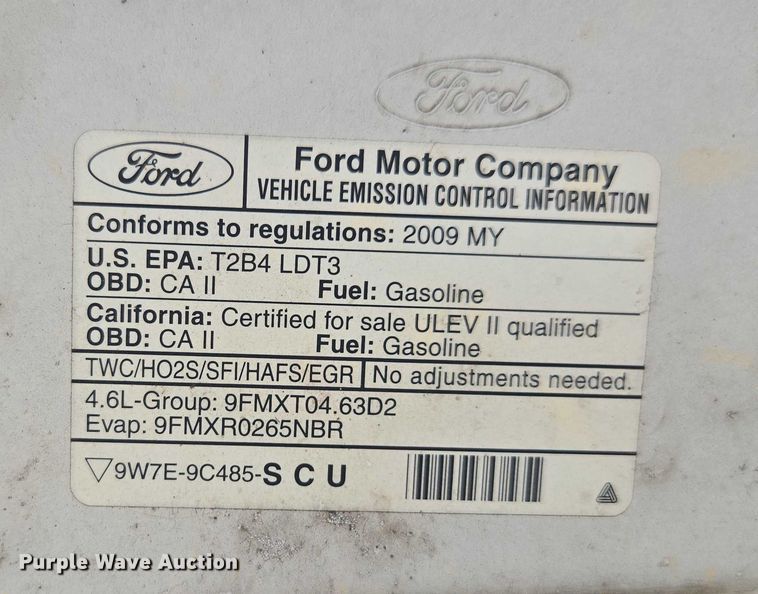 Ford
Ford
Ford Motor Company
VEHICLE EMISSION CONTROL INFORMATION
Conforms to regulations: 2009 MY
U.S. EPA: T2B4 LDT3
OBD: CA II Fuel: Gasoline
California: Certified for sale ULEV II qualified
OBD: CA II Fuel: Gasoline
TWC/HO2S/SFI/HAFS/EGR No adjustments needed.
4.6L-Group: 9FMXT04.63D2
Evap: 9FMXR0265NBR
▽9W7E-9C485-S C U
Purple Wave Auction